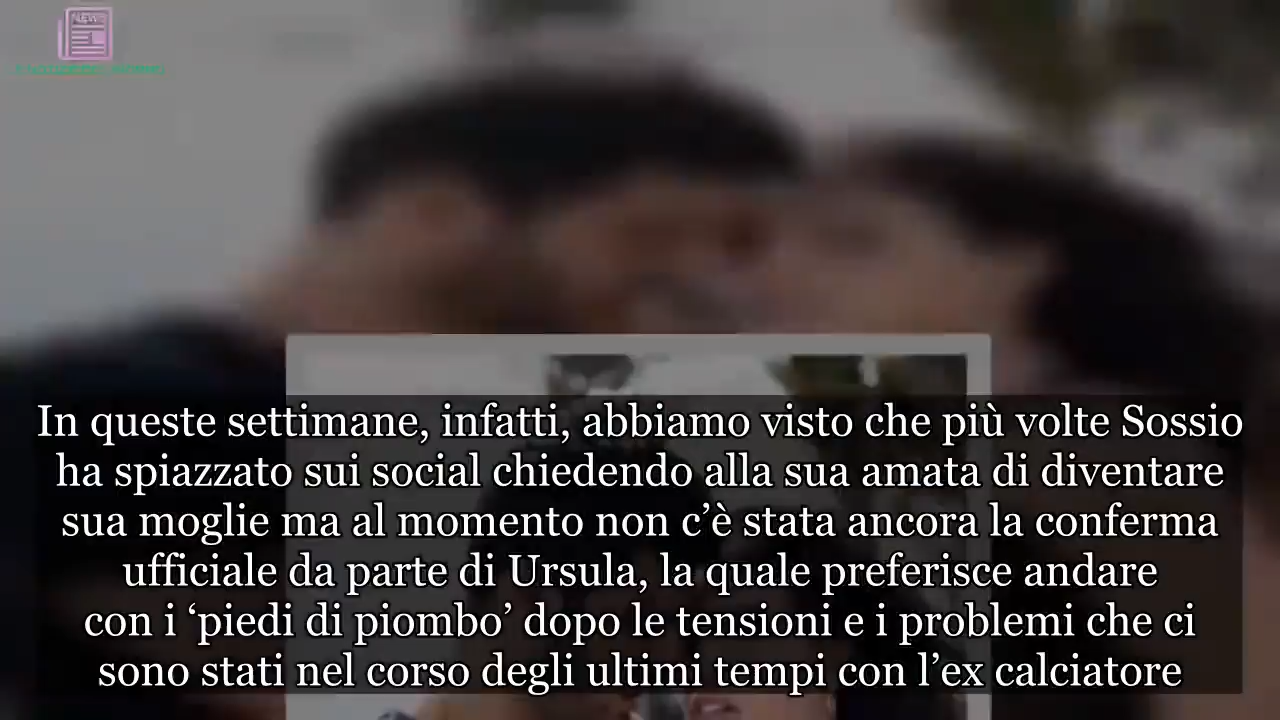 NEWS
In queste settimane, infatti, abbiamo visto che più volte Sossio
ha spiazzato sui social chiedendo alla sua amata di diventare
sua moglie ma al momento non c’è stata ancora la conferma
ufficiale da parte di Ursula, la quale preferisce andare
con i ‘piedi di piombo’ dopo le tensioni e i problemi che ci
sono stati nel corso degli ultimi tempi con l’ex calciatore